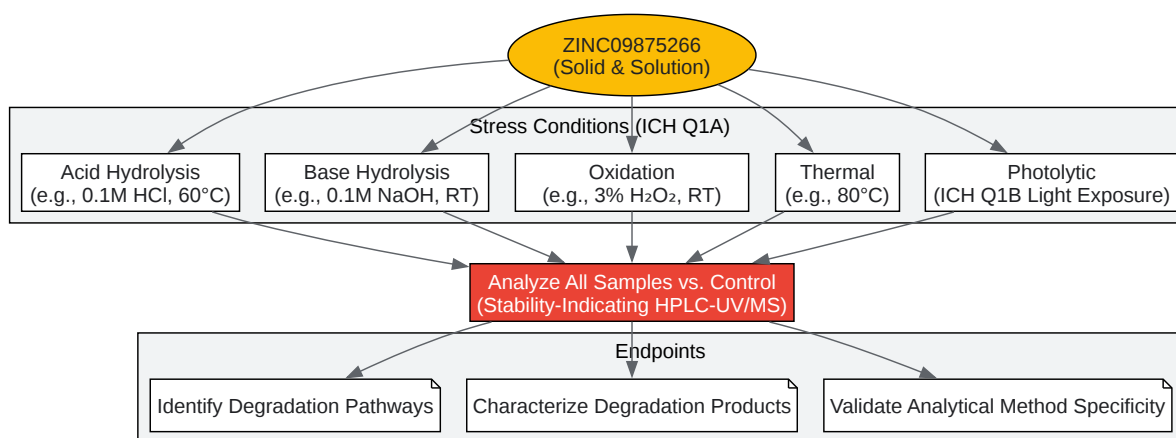 ZINC09875266
(Solid & Solution)
Stress Conditions (ICH Q1A)
Acid Hydrolysis
(e.g., 0.1M HCl, 60°C)
Base Hydrolysis
(e.g., 0.1M NaOH, RT)
Oxidation
(e.g., 3% H₂O₂, RT)
Thermal
(e.g., 80°C)
Photolytic
(ICH Q1B Light Exposure)
Analyze All Samples vs. Control
(Stability-Indicating HPLC-UV/MS)
Endpoints
Identify Degradation Pathways
Characterize Degradation Products
Validate Analytical Method Specificity